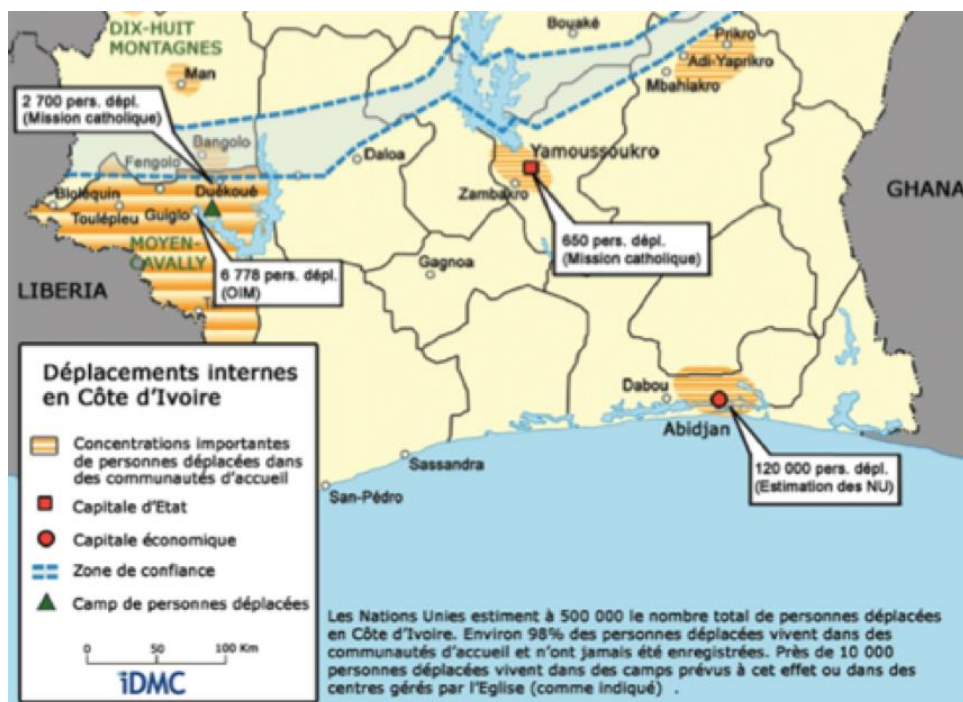 DIX-HUIT
MONTAGNES
Bouaké
Prikro
Adi-Yaprikro
Mbahiakro
Man
2 700 pers. dépl.
(Mission catholique)
Bangolo
Fengolo
Daloa
Yamoussoukro
Zambakro
GHANA
Bloléquin
Duékoué
Toulépleu
Guiglo
MOYEN-
CAVALLY
650 pers. dépl.
(Mission catholique)
Gagnoa
6 778 pers. dépl.
(OIM)
LIBERIA
Dabou
Abidjan
120 000 pers. dépl.
(Estimation des NU)
Sassandra
San-Pédro
Déplacements internes
en Côte d'Ivoire
Concentrations importantes
de personnes déplacées dans
des communautés d'accueil
Capitale d'Etat
Capitale économique
Zone de confiance
Camp de personnes déplacées
0 50 100 Km
iDMC
Les Nations Unies estiment à 500 000 le nombre total de personnes déplacées
en Côte d'Ivoire. Environ 98% des personnes déplacées vivent dans des
communautés d'accueil et n'ont jamais été enregistrées. Près de 10 000
personnes déplacées vivent dans des camps prévus à cet effet ou dans des
centres gérés par l'Eglise (comme indiqué) .